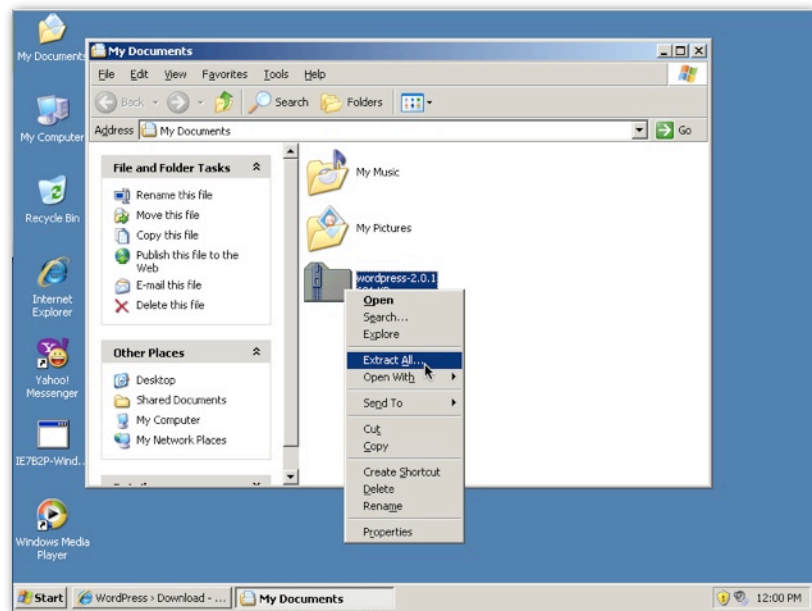 My Documents
My Computer
Recycle Bin
Internet
Explorer
Yahoo!
Messenger
IE7B2P-Wind...
Windows Media
Player
My Documents
File Edit View Favorites Tools Help
Back Search Folders
Address My Documents Go
File and Folder Tasks
Rename this file
Move this file
Copy this file
Publish this file to the
Web
E-mail this file
Delete this file
Other Places
Desktop
Shared Documents
My Computer
My Network Places
My Music
My Pictures
wordpress-2.0.1
Open
Search...
Explore
Extract All...
Open With
Send To
Cut
Copy
Create Shortcut
Delete
Rename
Properties
Start WordPress › Download - ... My Documents 12:00 PM